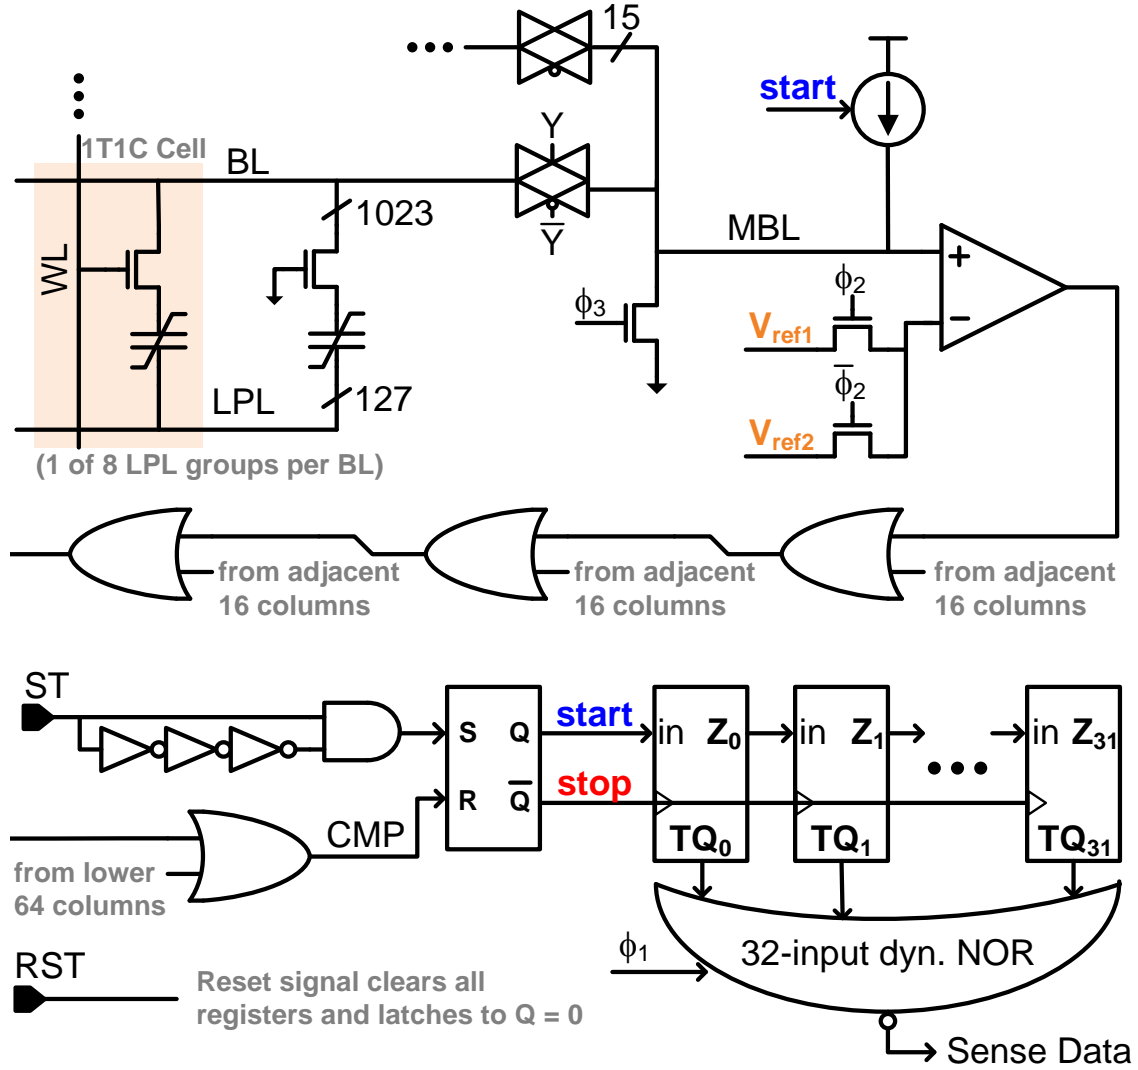 15
start
1T1C Cell
BL
Y
1023
Y̅
MBL
WL
ϕ3
ϕ2
Vref1
127
LPL
ϕ̅2
Vref2
(1 of 8 LPL groups per BL)
+
−
from adjacent
16 columns
from adjacent
16 columns
from adjacent
16 columns
ST
S Q
R Q̅
start
stop
in Z0
TQ0
in Z1
TQ1
in Z31
TQ31
CMP
from lower
64 columns
ϕ1
32-input dyn. NOR
RST
Reset signal clears all
registers and latches to Q = 0
Sense Data